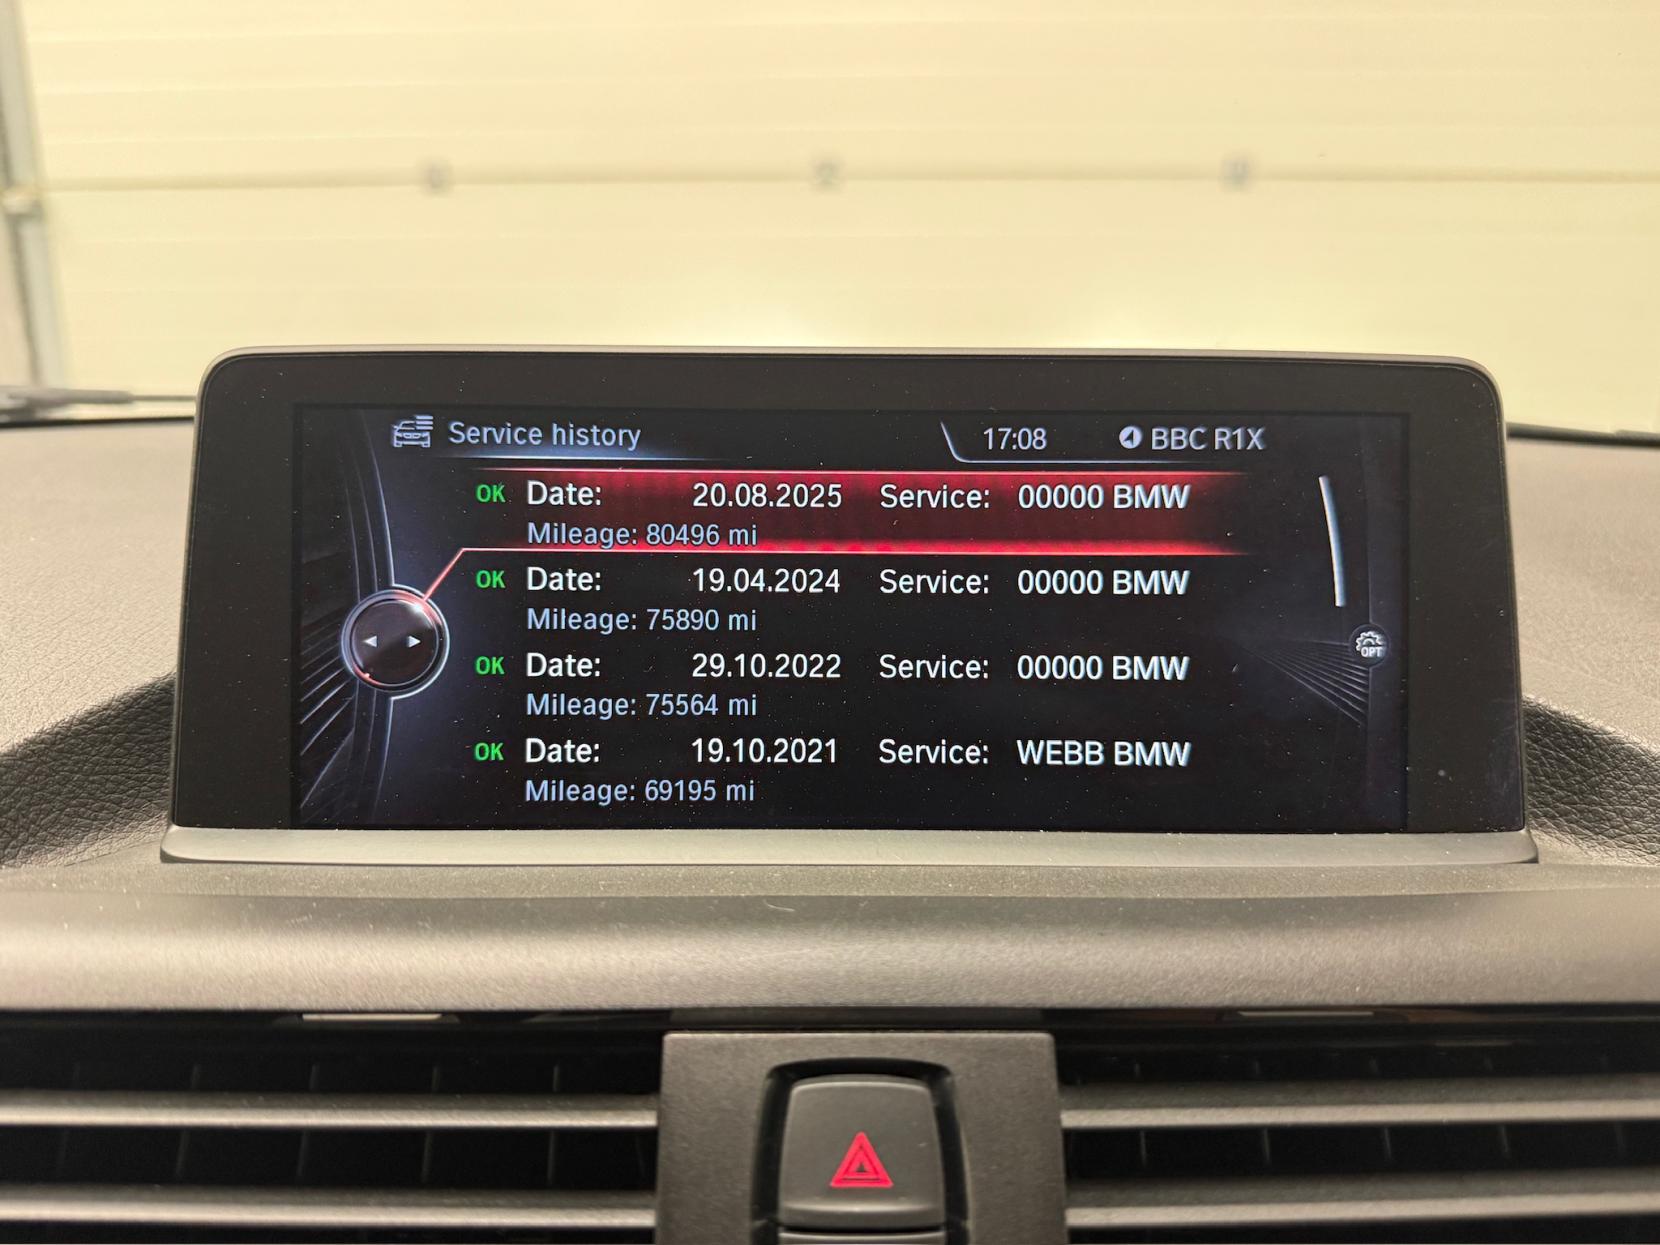 Service history 17:08 BBC R1X
OK Date: 20.08.2025 Service: 00000 BMW
Mileage: 80496 mi
OK Date: 19.04.2024 Service: 00000 BMW
Mileage: 75890 mi
OK Date: 29.10.2022 Service: 00000 BMW
Mileage: 75564 mi
OPT
OK Date: 19.10.2021 Service: WEBB BMW
Mileage: 69195 mi